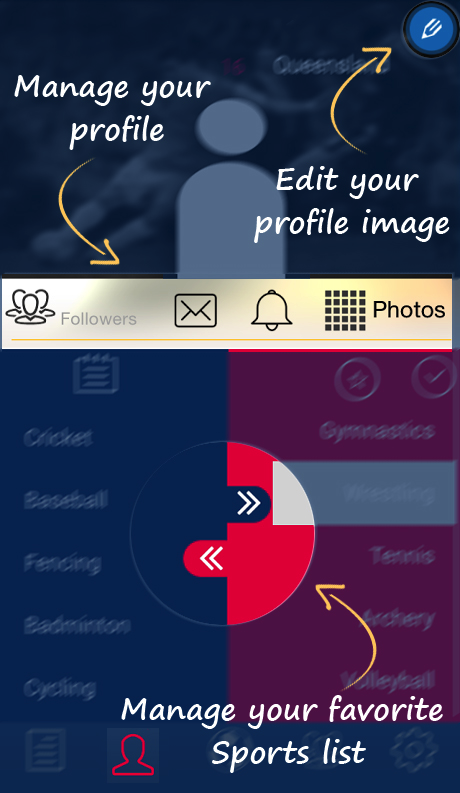 16 Queensland
Manage your
profile
Edit your
profile image
Followers
Photos
Cricket
Gymnastics
Baseball
Wrestling
Fencing
Tennis
Badminton
Archery
Cycling
Volleyball
Manage your favorite
Sports list